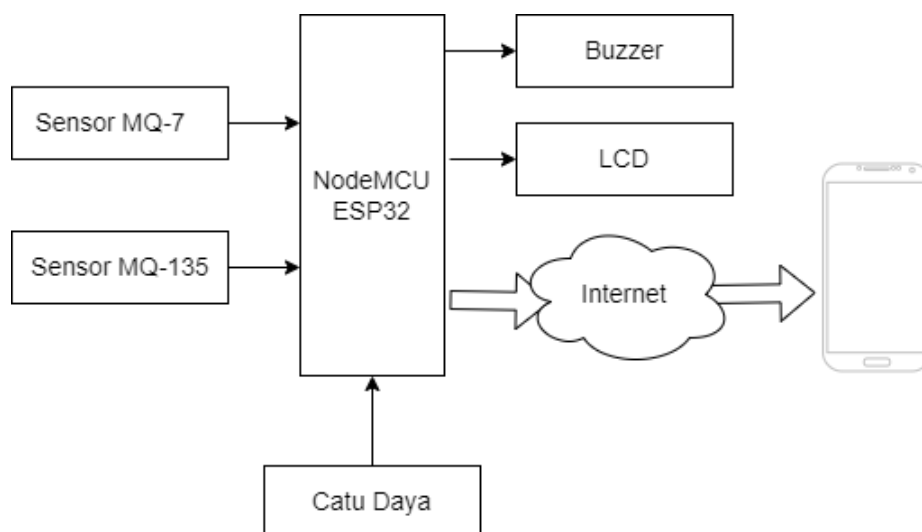 Buzzer
Sensor MQ-7
LCD
NodeMCU
ESP32
Sensor MQ-135
Internet
Catu Daya